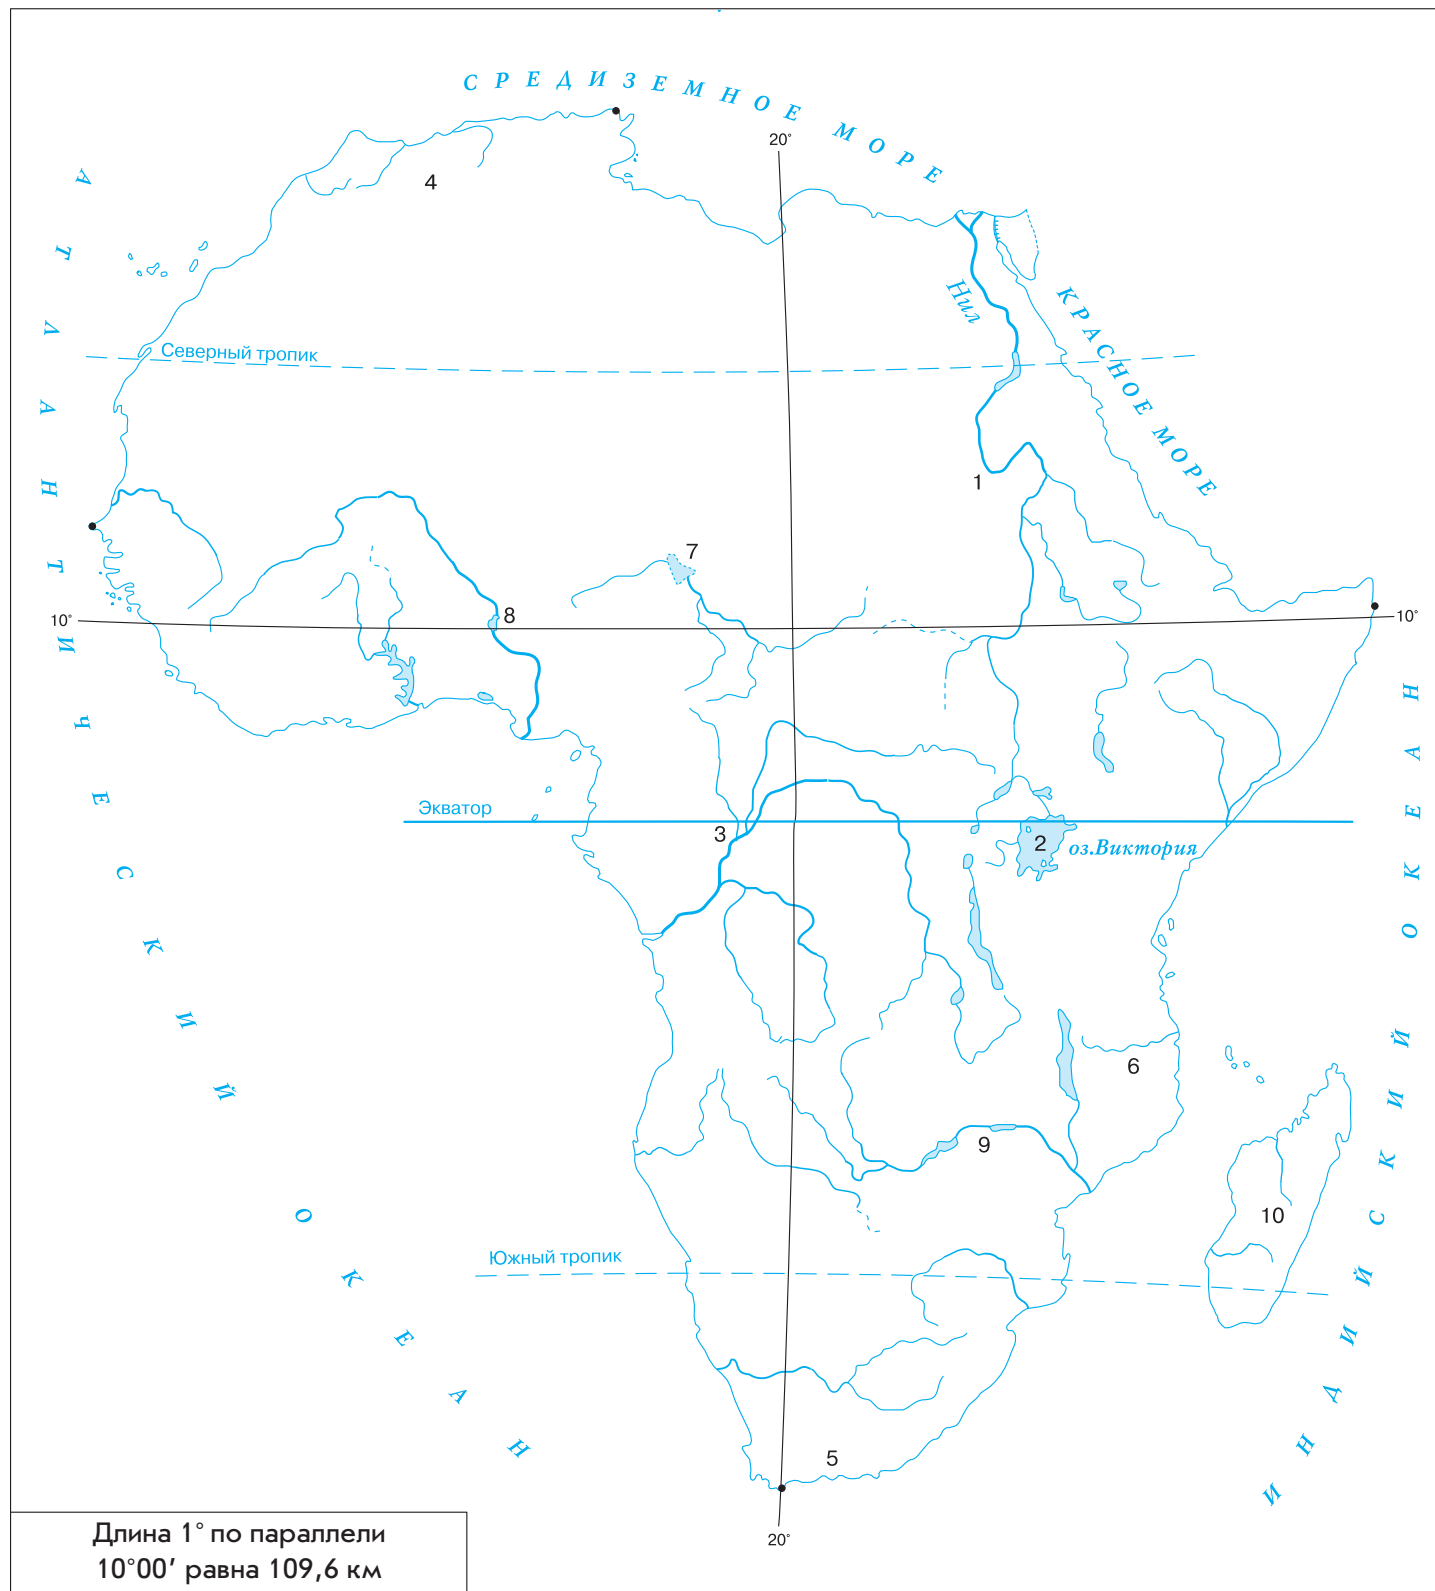 СРЕДИЗЕМНОЕ МОРЕ
20°
АТЛАНТИЧЕСКИЙ ОКЕАН
4
Нил
КРАСНОЕ МОРЕ
Северный тропик
1
7
8
10°
10°
Экватор
3
2
оз.Виктория
ИНДИЙСКИЙ ОКЕАН
6
9
10
Южный тропик
5
20°
Длина 1° по параллели
10°00′ равна 109,6 км